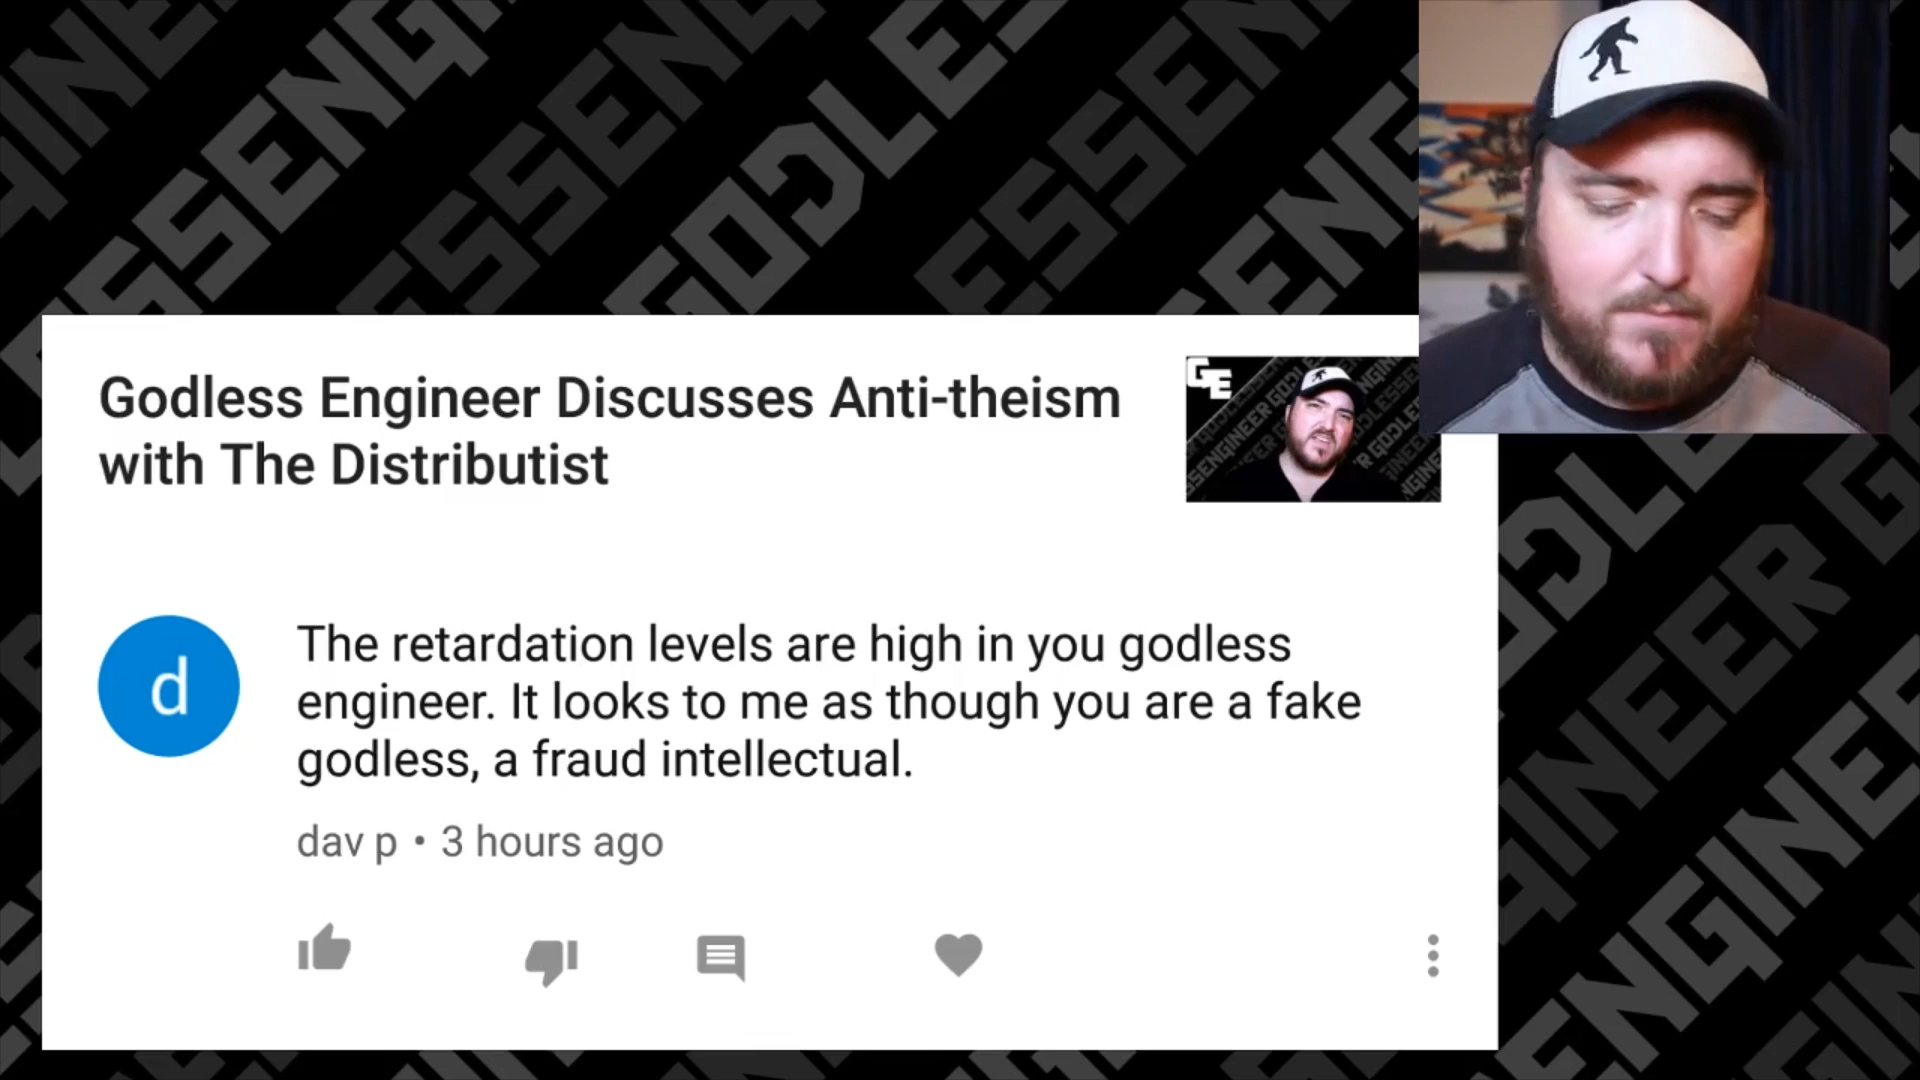 Godless Engineer Discusses Anti-theism
with The Distributist
GE
d
The retardation levels are high in you godless
engineer. It looks to me as though you are a fake
godless, a fraud intellectual.
dav p • 3 hours ago